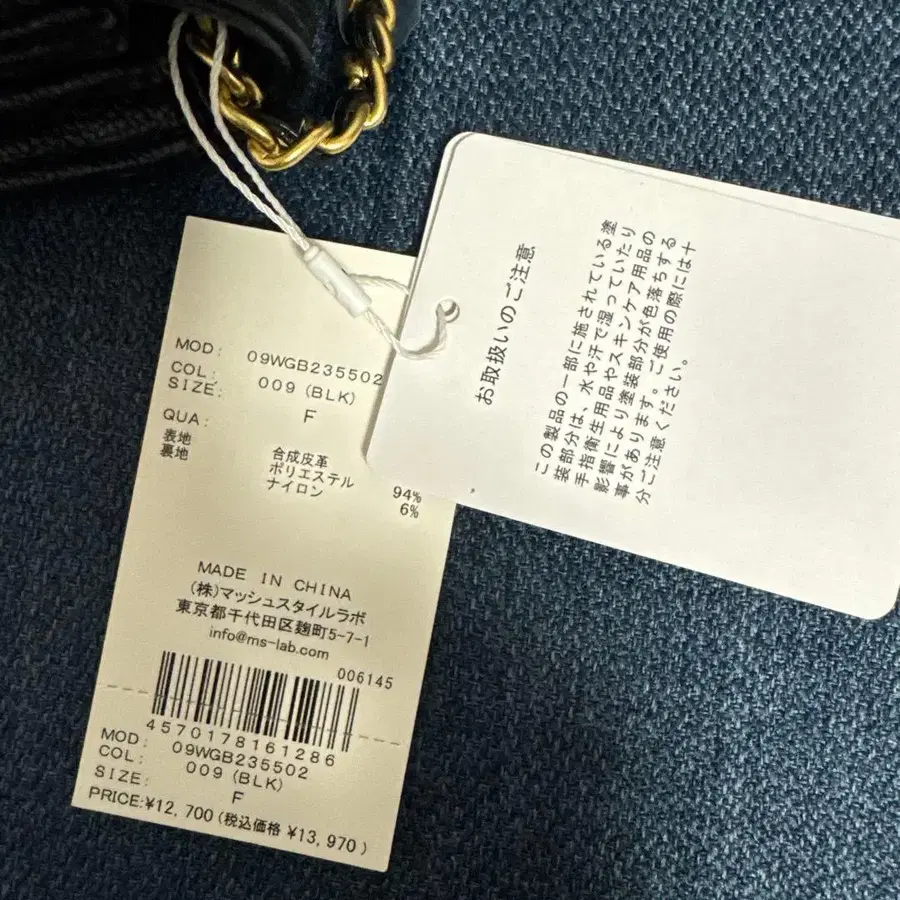 MOD: 09WGB235502
COL: 009 (BLK)
SIZE: F
QUA:
表地 合成皮革
裏地 ポリエステル 94%
ナイロン 6%
MADE IN CHINA
(株)マッシュスタイルラボ
東京都千代田区麹町5-7-1
info@ms-lab.com
006145
4570178161286
MOD: 09WGB235502
COL: 009 (BLK)
SIZE: F
PRICE:¥12,700(税込価格 ¥13,970)
お取扱いのご注意
この製品の一部に施されている塗
装部分は、水や汗で湿っていたり
手指衛生用品やスキンケア用品の
影響により塗装部分が色落ちする
事があります。ご使用の際には十
分ご注意ください。